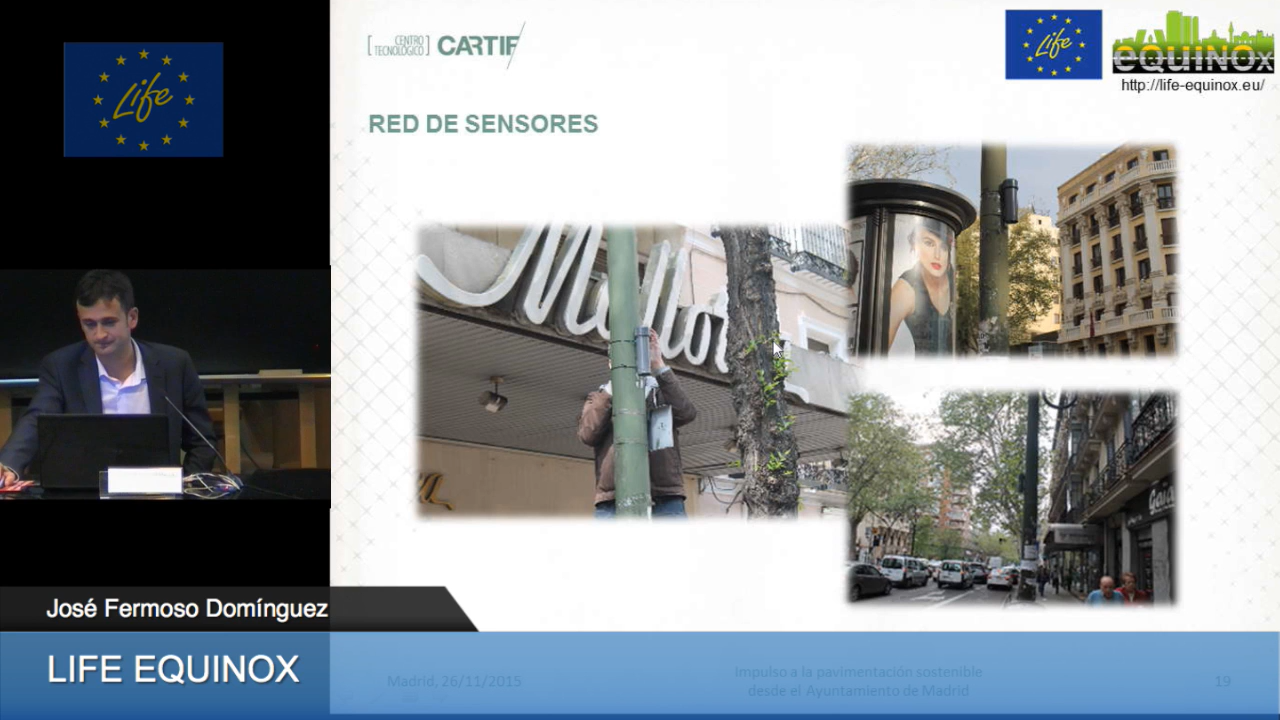 Life
[CENTRO
TECNOLÓGICO] CARTIF
Life
eQUINOx
http://life-equinox.eu/
RED DE SENSORES
Mallor
José Fermoso Domínguez
LIFE EQUINOX
Madrid, 26/11/2015
Impulso a la pavimentación sostenible
desde el Ayuntamiento de Madrid
19